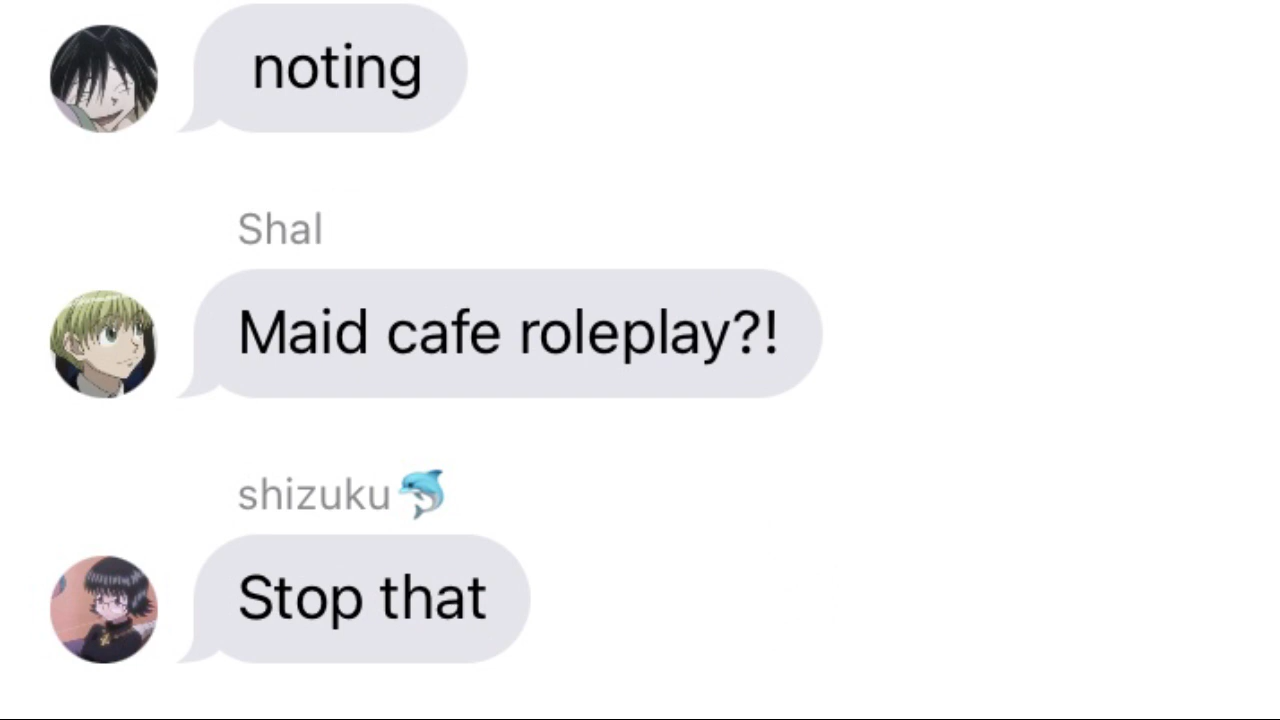 noting
Shal
Maid cafe roleplay?!
shizuku🐬
Stop that